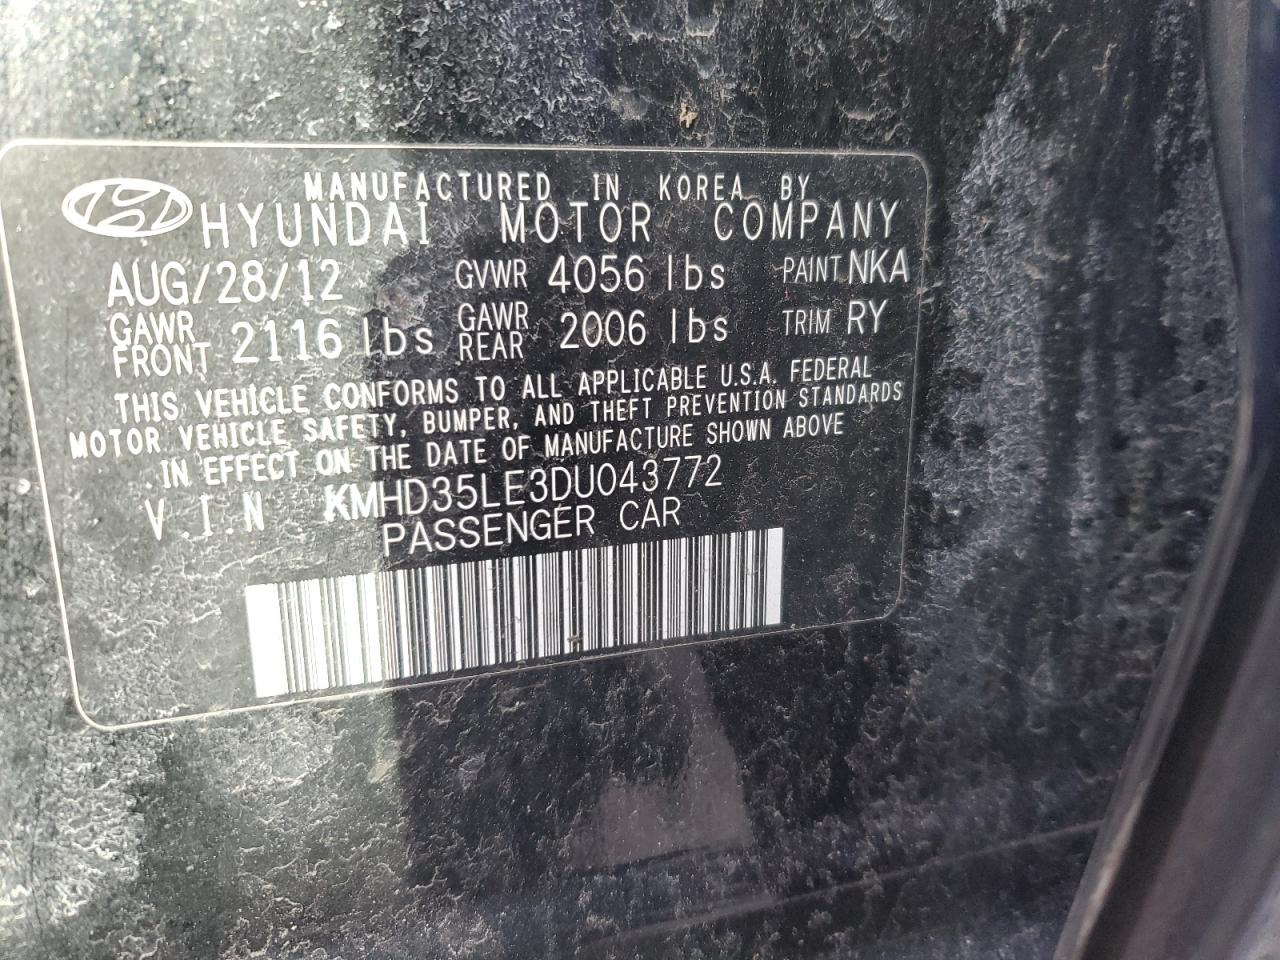 MANUFACTURED IN KOREA BY
HYUNDAI MOTOR COMPANY
AUG/28/12 GVWR 4056 lbs PAINT NKA
GAWR FRONT 2116 lbs GAWR REAR 2006 lbs TRIM RY
THIS VEHICLE CONFORMS TO ALL APPLICABLE U.S.A. FEDERAL
MOTOR VEHICLE SAFETY, BUMPER, AND THEFT PREVENTION STANDARDS
IN EFFECT ON THE DATE OF MANUFACTURE SHOWN ABOVE
V.I.N KMHD35LE3DU043772
PASSENGER CAR